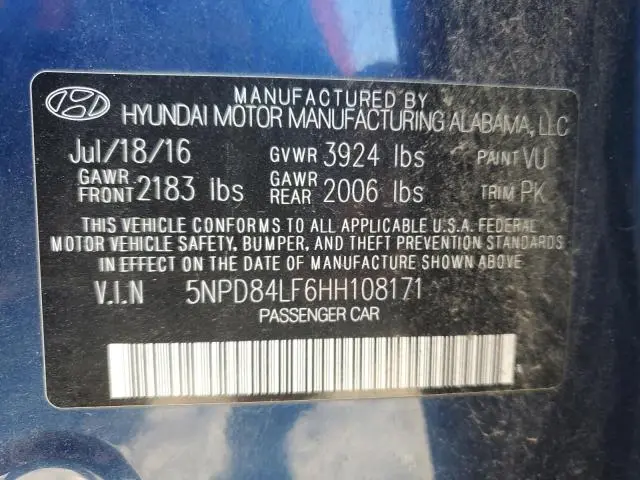 MANUFACTURED BY
HYUNDAI MOTOR MANUFACTURING ALABAMA, LLC
Jul/18/16 GVWR 3924 lbs PAINT VU
GAWR FRONT 2183 lbs GAWR REAR 2006 lbs TRIM PK
THIS VEHICLE CONFORMS TO ALL APPLICABLE U.S.A. FEDERAL
MOTOR VEHICLE SAFETY, BUMPER, AND THEFT PREVENTION STANDARDS
IN EFFECT ON THE DATE OF MANUFACTURE SHOWN ABOVE.
V.I.N 5NPD84LF6HH108171
PASSENGER CAR